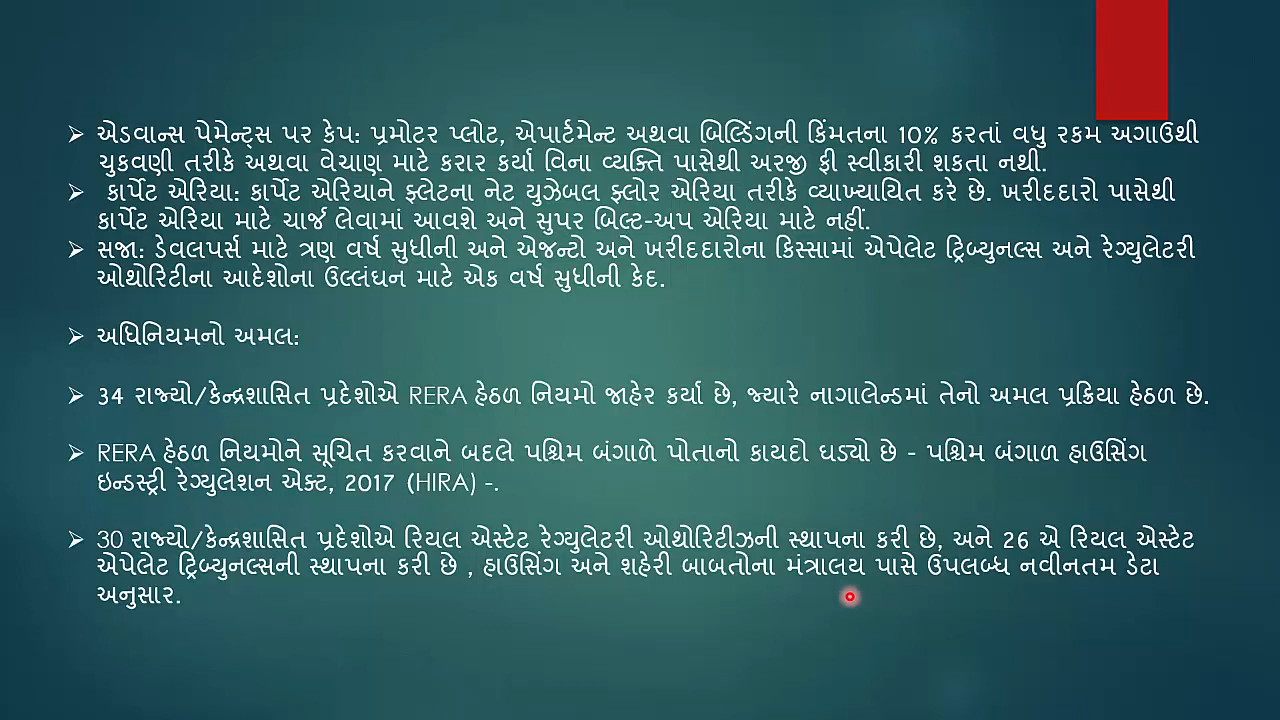 ➢ એડવાન્સ પેમેન્ટ્સ પર કેપ: પ્રમોટર પ્લોટ, એપાર્ટમેન્ટ અથવા બિલ્ડિંગની કિંમતના 10% કરતાં વધુ રકમ અગાઉથી
ચુકવણી તરીકે અથવા વેચાણ માટે કરાર કર્યા વિના વ્યક્તિ પાસેથી અરજી ફી સ્વીકારી શકતા નથી.
➢ કાર્પેટ એરિયા: કાર્પેટ એરિયાને ફ્લેટના નેટ યુઝેબલ ફ્લોર એરિયા તરીકે વ્યાખ્યાયિત કરે છે. ખરીદદારો પાસેથી
કાર્પેટ એરિયા માટે ચાર્જ લેવામાં આવશે અને સુપર બિલ્ટ-અપ એરિયા માટે નહીં.
➢ સજા: ડેવલપર્સ માટે ત્રણ વર્ષ સુધીની અને એજન્ટો અને ખરીદદારોના કિસ્સામાં એપેલેટ ટ્રિબ્યુનલ્સ અને રેગ્યુલેટરી
ઓથોરિટીના આદેશોના ઉલ્લંઘન માટે એક વર્ષ સુધીની કેદ.
➢ અધિનિયમનો અમલ:
➢ 34 રાજ્યો/કેન્દ્રશાસિત પ્રદેશોએ RERA હેઠળ નિયમો જાહેર કર્યા છે, જ્યારે નાગાલેન્ડમાં તેનો અમલ પ્રક્રિયા હેઠળ છે.
➢ RERA હેઠળ નિયમોને સૂચિત કરવાને બદલે પશ્ચિમ બંગાળે પોતાનો કાયદો ઘડ્યો છે - પશ્ચિમ બંગાળ હાઉસિંગ
ઇન્ડસ્ટ્રી રેગ્યુલેશન એક્ટ, 2017 (HIRA) -.
➢ 30 રાજ્યો/કેન્દ્રશાસિત પ્રદેશોએ રિયલ એસ્ટેટ રેગ્યુલેટરી ઓથોરિટીઝની સ્થાપના કરી છે, અને 26 એ રિયલ એસ્ટેટ
એપેલેટ ટ્રિબ્યુનલ્સની સ્થાપના કરી છે , હાઉસિંગ અને શહેરી બાબતોના મંત્રાલય પાસે ઉપલબ્ધ નવીનતમ ડેટા
અનુસાર.